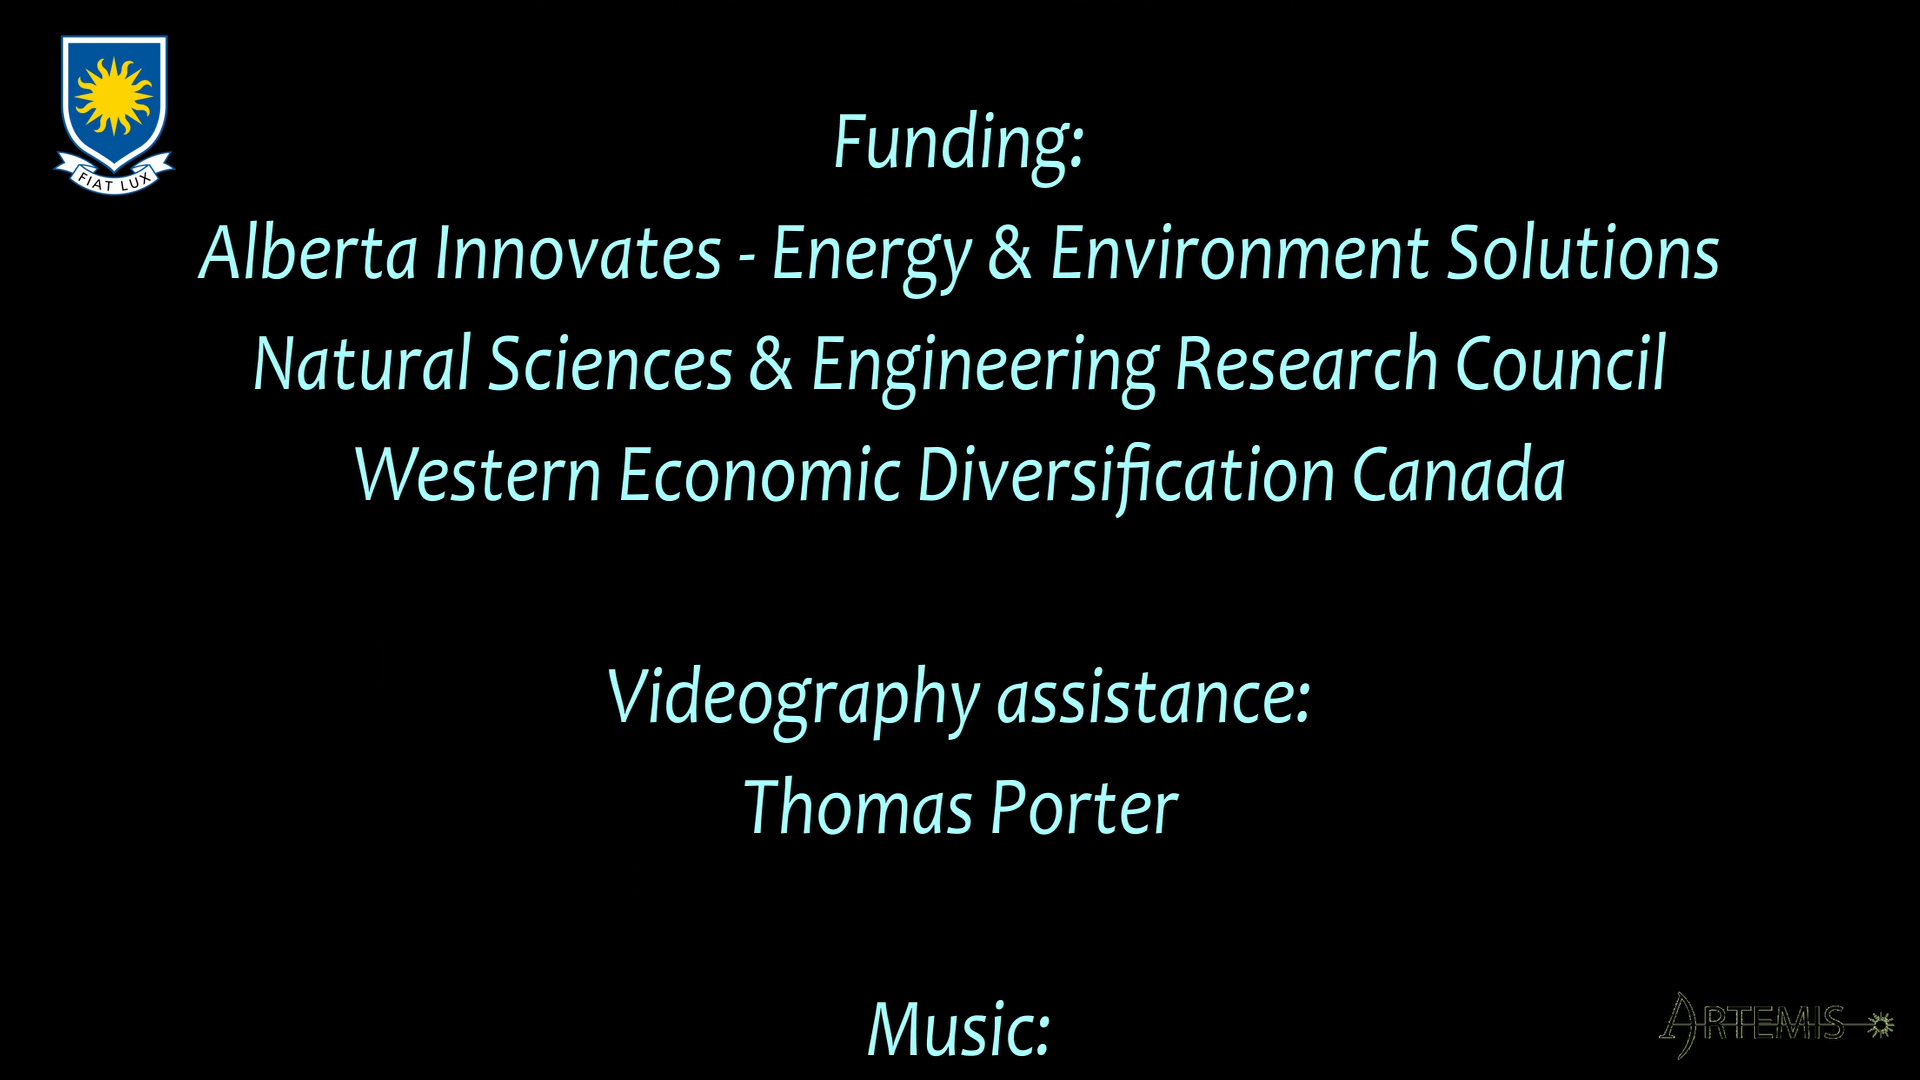 FIAT LUX
Funding:
Alberta Innovates - Energy & Environment Solutions
Natural Sciences & Engineering Research Council
Western Economic Diversification Canada
Videography assistance:
Thomas Porter
Music:
ARTEMIS